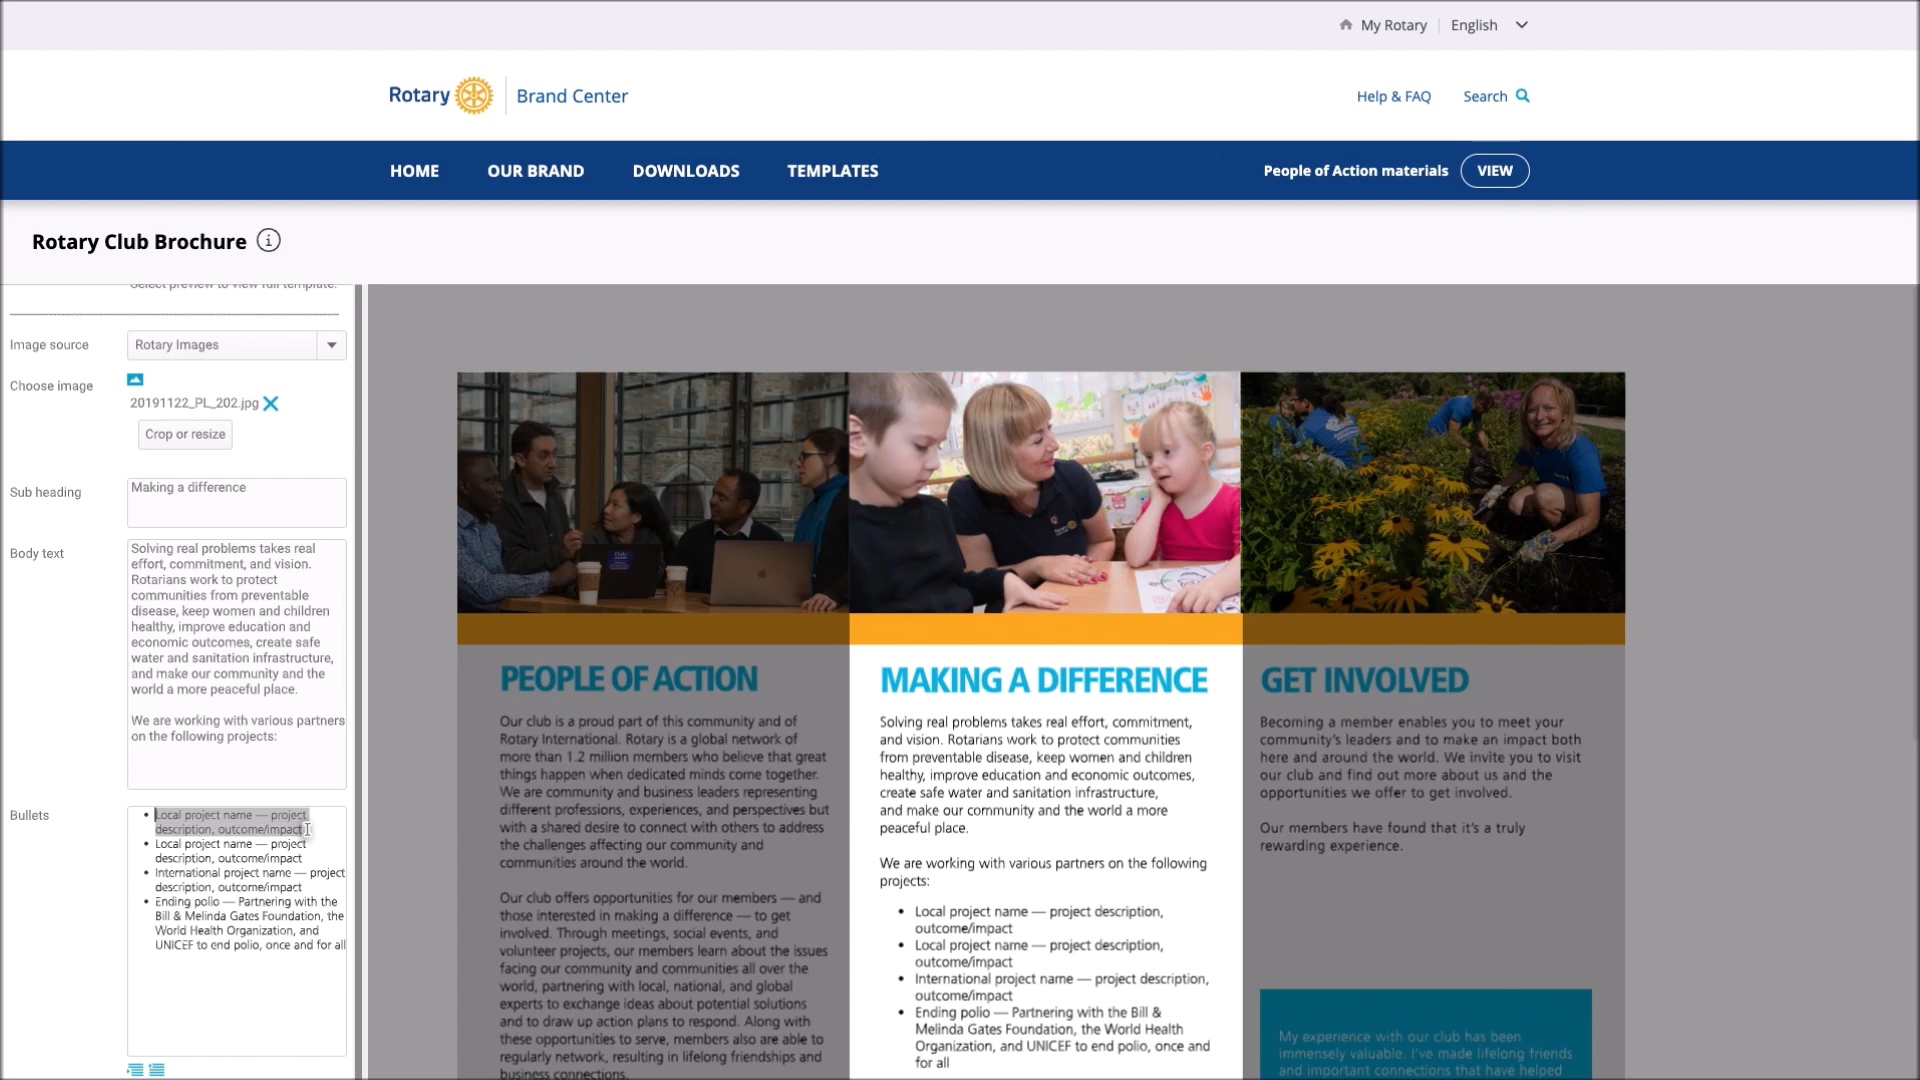 My Rotary
English
Rotary
Brand Center
Help & FAQ
Search
HOME
OUR BRAND
DOWNLOADS
TEMPLATES
People of Action materials
VIEW
Rotary Club Brochure
Select preview to view full template.
Image source
Rotary Images
Choose image
20191122_PL_202.jpg
Crop or resize
Sub heading
Making a difference
Body text
Solving real problems takes real
effort, commitment, and vision.
Rotarians work to protect
communities from preventable
disease, keep women and children
healthy, improve education and
economic outcomes, create safe
water and sanitation infrastructure,
and make our community and the
world a more peaceful place.
We are working with various partners
on the following projects:
Bullets
• Local project name — project
description, outcome/impact
• Local project name — project
description, outcome/impact
• International project name — project
description, outcome/impact
• Ending polio — Partnering with the
Bill & Melinda Gates Foundation, the
World Health Organization, and
UNICEF to end polio, once and for all
PEOPLE OF ACTION
Our club is a proud part of this community and of
Rotary International. Rotary is a global network of
more than 1.2 million members who believe that great
things happen when dedicated minds come together.
We are community and business leaders representing
different professions, experiences, and perspectives but
with a shared desire to connect with others to address
the challenges affecting our community and
communities around the world.
Our club offers opportunities for our members — and
those interested in making a difference — to get
involved. Through meetings, social events, and
volunteer projects, our members learn about the issues
facing our community and communities all over the
world, partnering with local, national, and global
experts to exchange ideas about potential solutions
and to draw up action plans to respond. Along with
these opportunities to serve, members also are able to
regularly network, resulting in lifelong friendships and
business connections.
MAKING A DIFFERENCE
Solving real problems takes real effort, commitment,
and vision. Rotarians work to protect communities
from preventable disease, keep women and children
healthy, improve education and economic outcomes,
create safe water and sanitation infrastructure,
and make our community and the world a more
peaceful place.
We are working with various partners on the following
projects:
• Local project name — project description,
outcome/impact
• Local project name — project description,
outcome/impact
• International project name — project description,
outcome/impact
• Ending polio — Partnering with the Bill &
Melinda Gates Foundation, the World Health
Organization, and UNICEF to end polio, once and
for all
GET INVOLVED
Becoming a member enables you to meet your
community's leaders and to make an impact both
here and around the world. We invite you to visit
our club and find out more about us and the
opportunities we offer to get involved.
Our members have found that it's a truly
rewarding experience.
My experience with our club has been
immensely valuable. I've made lifelong friends
and important connections that have helped